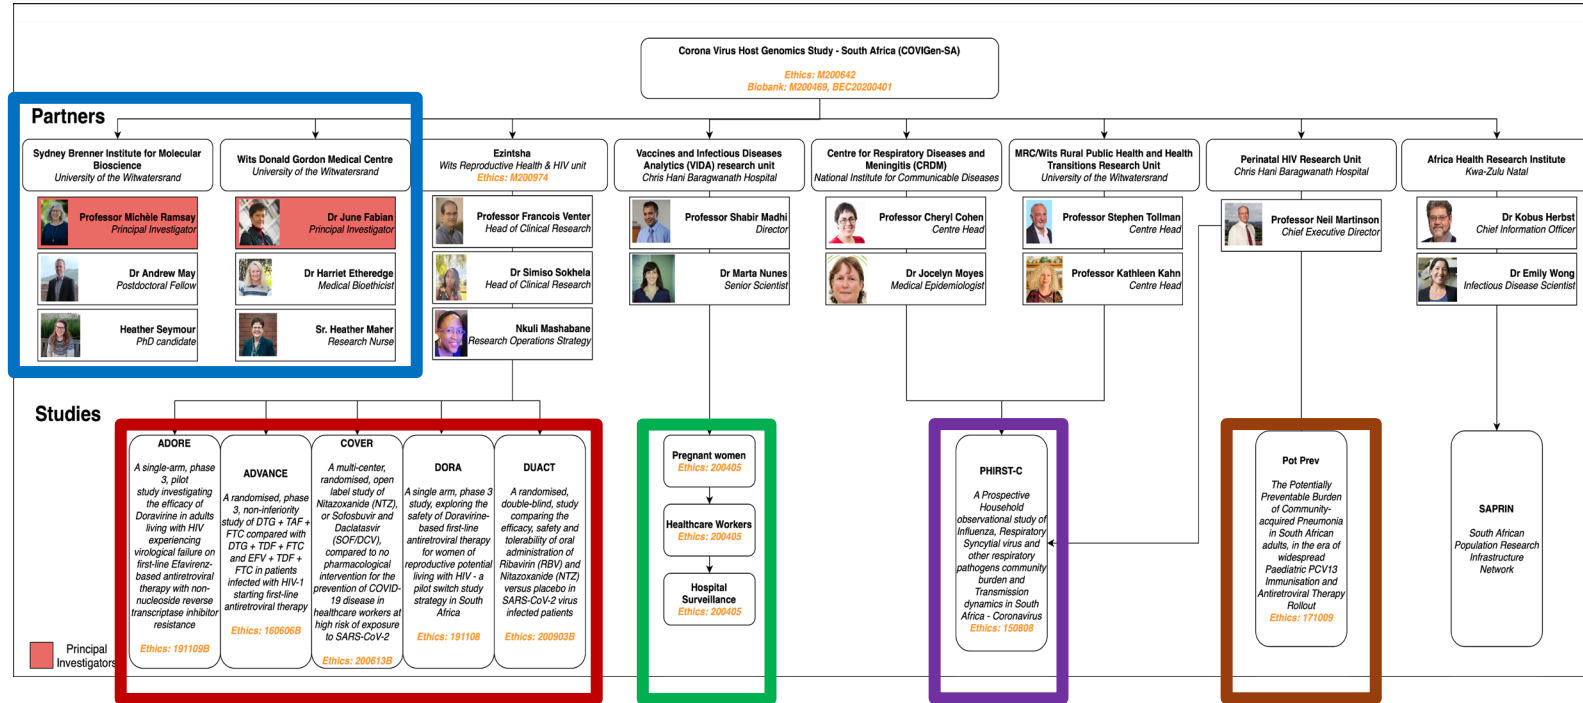 Corona Virus Host Genomics Study - South Africa (COVIGen-SA)
Ethics: M200642
Biobank: M200469, BEC20200401
Partners
Sydney Brenner Institute for Molecular
Bioscience
University of the Witwatersrand
Professor Michèle Ramsay
Principal Investigator
Dr Andrew May
Postdoctoral Fellow
Heather Seymour
PhD candidate
Wits Donald Gordon Medical Centre
University of the Witwatersrand
Dr June Fabian
Principal Investigator
Dr Harriet Etheredge
Medical Bioethicist
Sr. Heather Maher
Research Nurse
Ezintsha
Wits Reproductive Health & HIV unit
Ethics: M200974
Professor Francois Venter
Head of Clinical Research
Dr Simiso Sokhela
Head of Clinical Research
Nkuli Mashabane
Research Operations Strategy
Vaccines and Infectious Diseases
Analytics (VIDA) research unit
Chris Hani Baragwanath Hospital
Professor Shabir Madhi
Director
Dr Marta Nunes
Senior Scientist
Centre for Respiratory Diseases and
Meningitis (CRDM)
National Institute for Communicable Diseases
Professor Cheryl Cohen
Centre Head
Dr Jocelyn Moyes
Medical Epidemiologist
MRC/Wits Rural Public Health and Health
Transitions Research Unit
University of the Witwatersrand
Professor Stephen Tollman
Centre Head
Professor Kathleen Kahn
Centre Head
Perinatal HIV Research Unit
Chris Hani Baragwanath Hospital
Professor Neil Martinson
Chief Executive Director
Africa Health Research Institute
Kwa-Zulu Natal
Dr Kobus Herbst
Chief Information Officer
Dr Emily Wong
Infectious Disease Scientist
Studies
ADORE
A single-arm, phase
3, pilot
study investigating
the efficacy of
Doravirine in adults
living with HIV
experiencing
virological failure on
first-line Efavirenz-
based antiretroviral
therapy with non-
nucleoside reverse
transcriptase inhibitor
resistance
Ethics: 191109B
ADVANCE
A randomised, phase
3, non-inferiority
study of DTG + TAF +
FTC compared with
DTG + TDF + FTC
and EFV + TDF +
FTC in patients
infected with HIV-1
starting first-line
antiretroviral therapy
Ethics: 160606B
COVER
A multi-center,
randomised, open
label study of
Nitazoxanide (NTZ),
or Sofosbuvir and
Daclatasvir
(SOF/DCV),
compared to no
pharmacological
intervention for the
prevention of COVID-
19 disease in
healthcare workers at
high risk of exposure
to SARS-CoV-2
Ethics: 200613B
DORA
A single arm, phase 3
study, exploring the
safety of Doravirine-
based first-line
antiretroviral therapy
for women of
reproductive potential
living with HIV - a
pilot switch study
strategy in South
Africa
Ethics: 191108
DUACT
A randomised,
double-blind, study
comparing the
efficacy, safety and
tolerability of oral
administration of
Ribavirin (RBV) and
Nitazoxanide (NTZ)
versus placebo in
SARS-CoV-2 virus
infected patients
Ethics: 200903B
Pregnant women
Ethics: 200405
Healthcare Workers
Ethics: 200405
Hospital
Surveillance
Ethics: 200405
PHIRST-C
A Prospective
Household
observational study of
Influenza, Respiratory
Syncytial virus and
other respiratory
pathogens community
burden and
Transmission
dynamics in South
Africa - Coronavirus
Ethics: 150808
Pot Prev
The Potentially
Preventable Burden
of Community-
acquired Pneumonia
in South African
adults, in the era of
widespread
Paediatric PCV13
Immunisation and
Antiretroviral Therapy
Rollout
Ethics: 171009
SAPRIN
South African
Population Research
Infrastructure
Network
Principal
Investigators